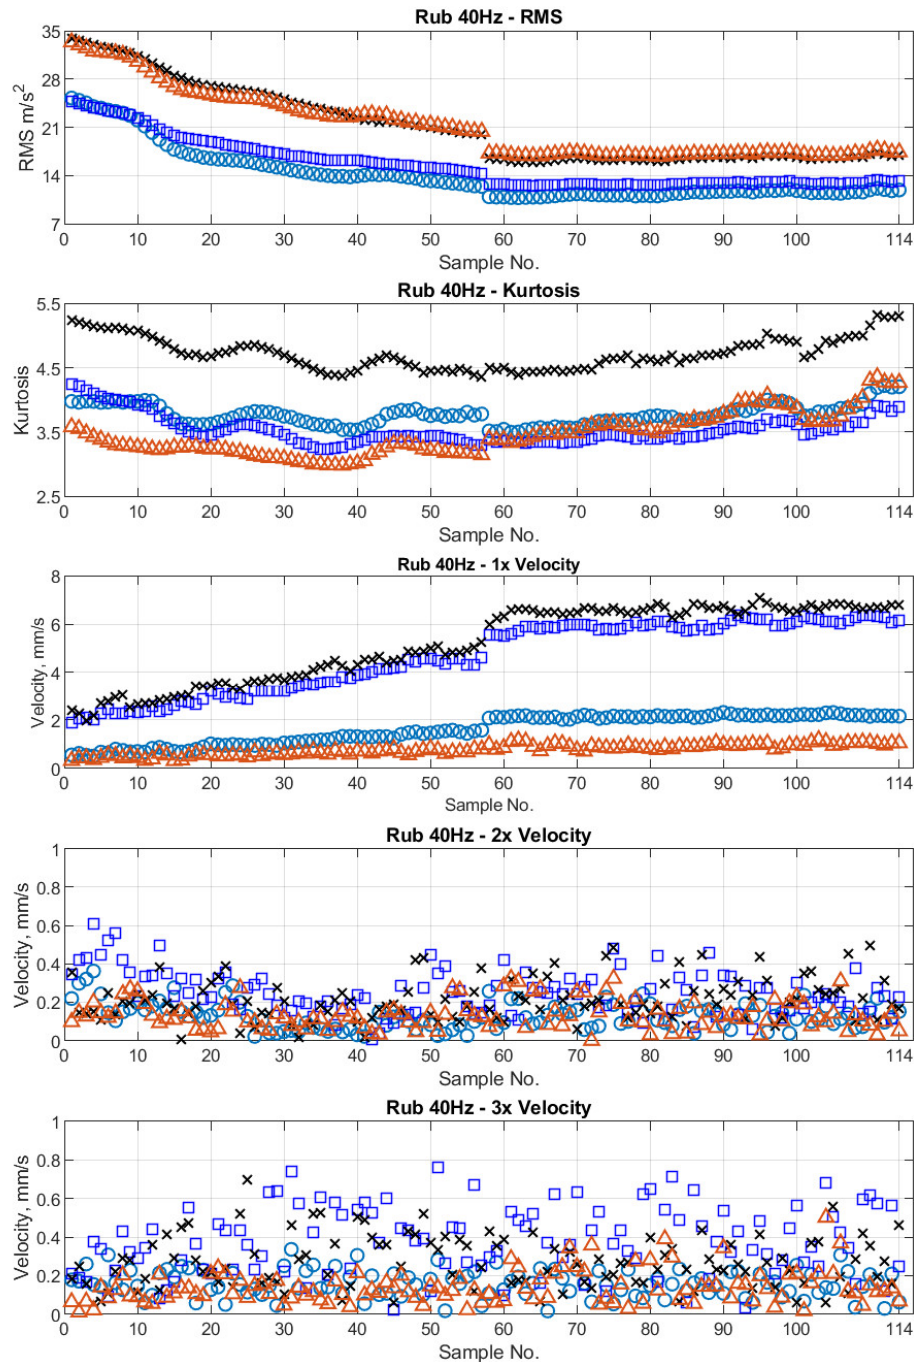 Rub 40Hz - RMS
RMS m/s²
35
28
21
14
7
0 10 20 30 40 50 60 70 80 90 100 114
Sample No.
Rub 40Hz - Kurtosis
Kurtosis
5.5
4.5
3.5
2.5
0 10 20 30 40 50 60 70 80 90 100 114
Sample No.
Rub 40Hz - 1x Velocity
Velocity, mm/s
8
6
4
2
0
0 10 20 30 40 50 60 70 80 90 100 114
Sample No.
Rub 40Hz - 2x Velocity
Velocity, mm/s
1
0.8
0.6
0.4
0.2
0
0 10 20 30 40 50 60 70 80 90 100 114
Sample No.
Rub 40Hz - 3x Velocity
Velocity, mm/s
1
0.8
0.6
0.4
0.2
0
0 10 20 30 40 50 60 70 80 90 100 114
Sample No.